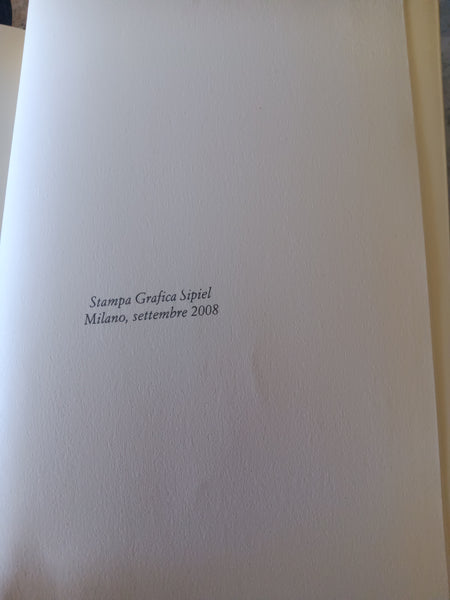 Stampa Grafica Sipiel
Milano, settembre 2008